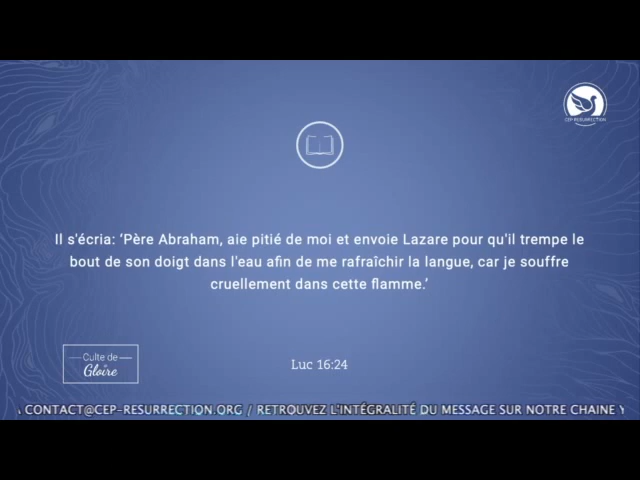 CEP-RESURRECTION
Il s'écria: ‘Père Abraham, aie pitié de moi et envoie Lazare pour qu'il trempe le
bout de son doigt dans l'eau afin de me rafraîchir la langue, car je souffre
cruellement dans cette flamme.’
Culte de
Gloire
Luc 16:24
CONTACT@CEP-RESURRECTION.ORG / RETROUVEZ L'INTÉGRALITÉ DU MESSAGE SUR NOTRE CHAINE Y